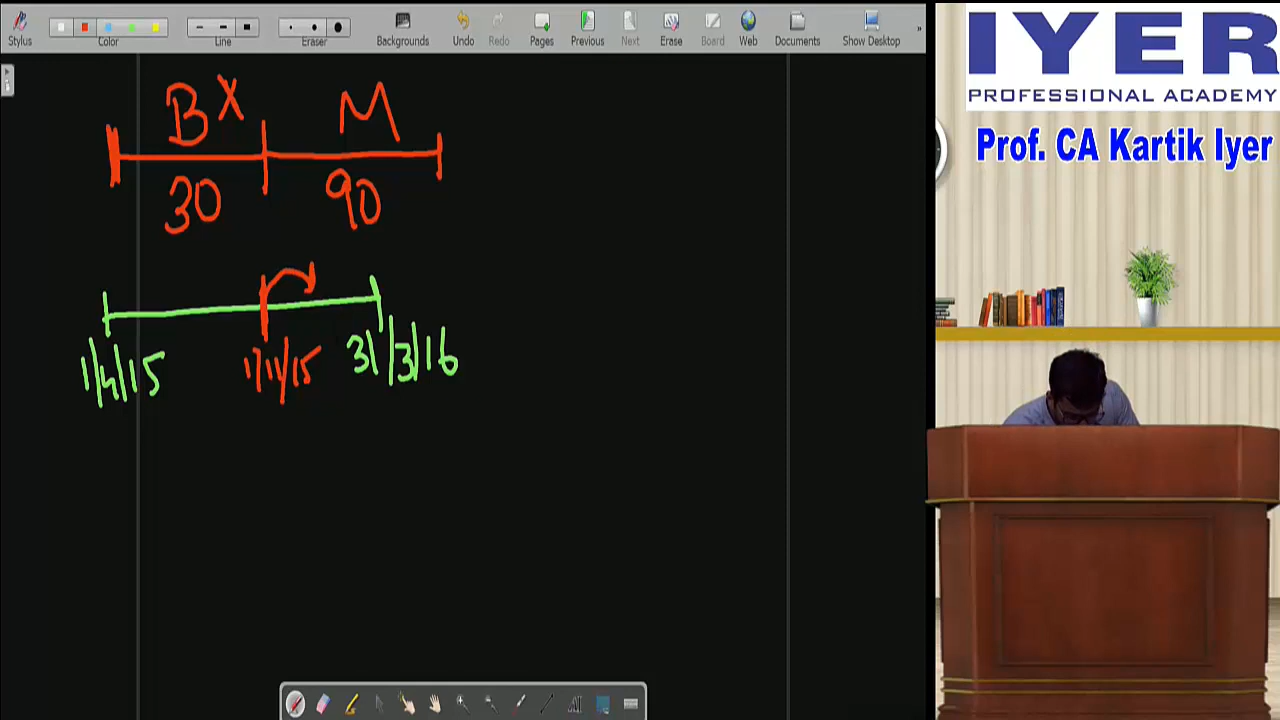 Stylus
Color
Line
Eraser
Backgrounds
Undo
Redo
Pages
Previous
Next
Erase
Board
Web
Documents
Show Desktop
»
IYER
PROFESSIONAL ACADEMY
Prof. CA Kartik Iyer
B X M
30 90
1/4/15 1/11/15 31/3/16